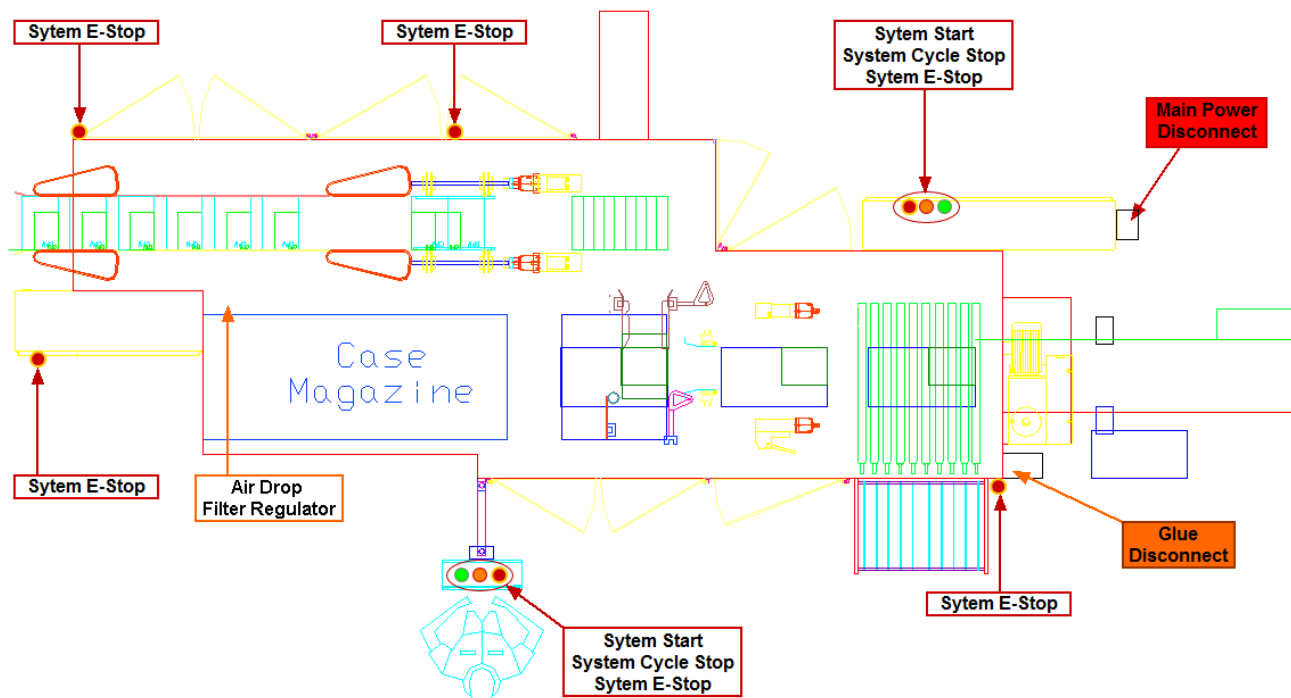 Sytem E-Stop
Sytem E-Stop
Sytem Start
System Cycle Stop
Sytem E-Stop
Main Power
Disconnect
Case
Magazine
Sytem E-Stop
Air Drop
Filter Regulator
Glue
Disconnect
Sytem E-Stop
Sytem Start
System Cycle Stop
Sytem E-Stop